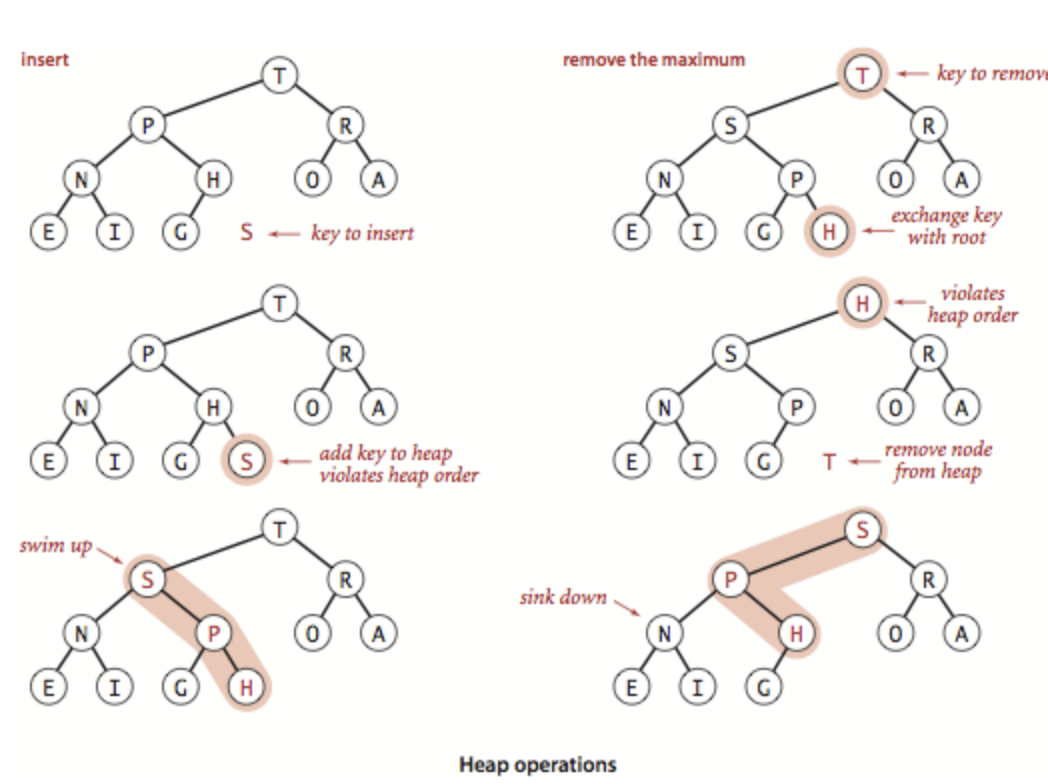 insert
T
P
R
N
H
O
A
E
I
G
S
key to insert
T
P
R
N
H
O
A
E
I
G
S
add key to heap
violates heap order
swim up
T
S
R
N
P
O
A
E
I
G
H
remove the maximum
T
key to remove
S
R
N
P
O
A
E
I
G
H
exchange key
with root
H
violates
heap order
S
R
N
P
O
A
E
I
G
T
remove node
from heap
S
P
R
sink down
N
H
O
A
E
I
G
Heap operations